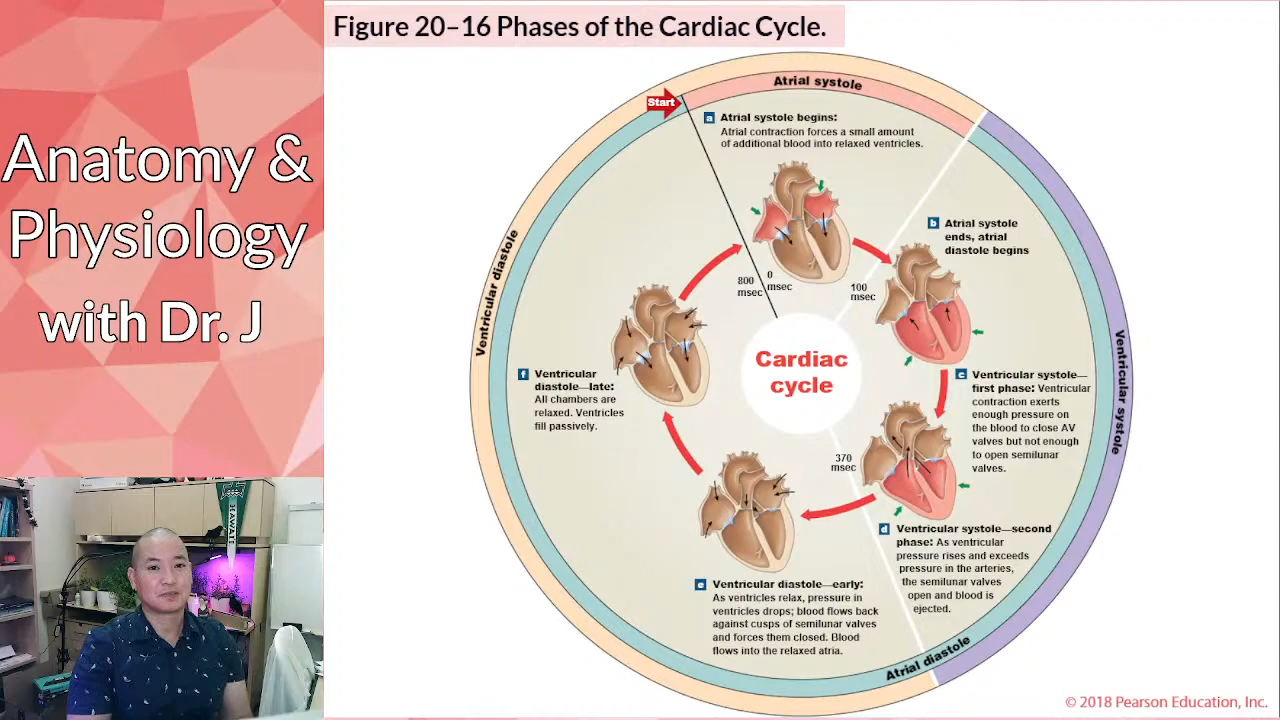 Figure 20–16 Phases of the Cardiac Cycle.
Anatomy &
Physiology
with Dr. J
HAWAII
Atrial systole
Start
a Atrial systole begins:
Atrial contraction forces a small amount
of additional blood into relaxed ventricles.
b Atrial systole
ends, atrial
diastole begins
800
msec
0
msec
100
msec
Cardiac
cycle
Ventricular diastole
Ventricular systole
c Ventricular systole—
first phase: Ventricular
contraction exerts
enough pressure on
the blood to close AV
valves but not enough
to open semilunar
valves.
370
msec
d Ventricular systole—second
phase: As ventricular
pressure rises and exceeds
pressure in the arteries,
the semilunar valves
open and blood is
ejected.
e Ventricular diastole—early:
As ventricles relax, pressure in
ventricles drops; blood flows back
against cusps of semilunar valves
and forces them closed. Blood
flows into the relaxed atria.
f Ventricular
diastole—late:
All chambers are
relaxed. Ventricles
fill passively.
Atrial diastole
© 2018 Pearson Education, Inc.